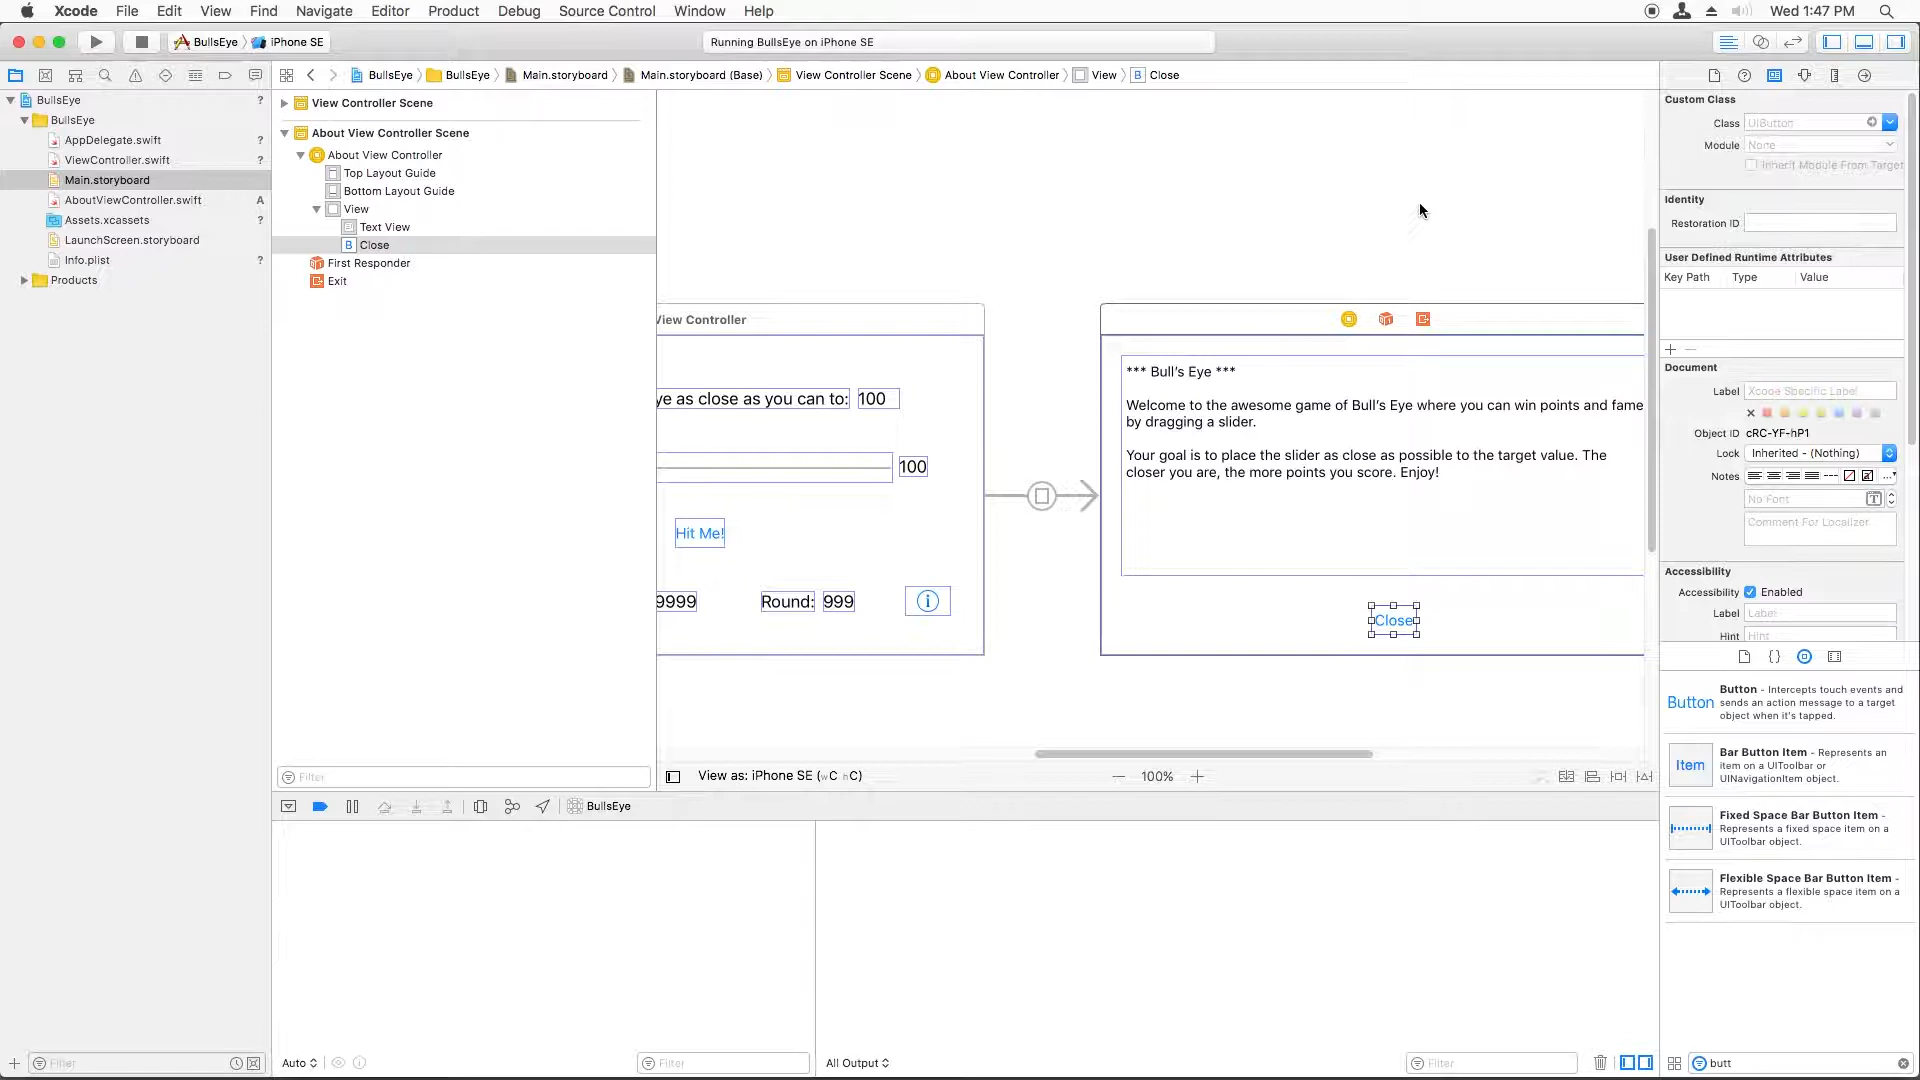 Xcode File Edit View Find Navigate Editor Product Debug Source Control Window Help Wed 1:47 PM
BullsEye iPhone SE Running BullsEye on iPhone SE
BullsEye BullsEye Main.storyboard Main.storyboard (Base) View Controller Scene About View Controller View B Close
BullsEye ?
BullsEye
AppDelegate.swift ?
ViewController.swift ?
Main.storyboard
AboutViewController.swift A
Assets.xcassets ?
LaunchScreen.storyboard
Info.plist ?
Products
Filter
View Controller Scene
About View Controller Scene
About View Controller
Top Layout Guide
Bottom Layout Guide
View
Text View
B Close
First Responder
Exit
Filter
View Controller
ye as close as you can to: 100
100
Hit Me!
9999 Round: 999
*** Bull's Eye ***
Welcome to the awesome game of Bull's Eye where you can win points and fame
by dragging a slider.
Your goal is to place the slider as close as possible to the target value. The
closer you are, the more points you score. Enjoy!
Close
View as: iPhone SE (wC hC) 100%
BullsEye
Auto Filter All Output Filter
Custom Class
Class UIButton
Module None
Inherit Module From Target
Identity
Restoration ID
User Defined Runtime Attributes
Key Path Type Value
Document
Label Xcode Specific Label
Object ID cRC-YF-hP1
Lock Inherited - (Nothing)
Notes
No Font
Comment For Localizer
Accessibility
Accessibility Enabled
Label Label
Hint Hint
Button Button - Intercepts touch events and
sends an action message to a target
object when it's tapped.
Item Bar Button Item - Represents an
item on a UIToolbar or
UINavigationItem object.
Fixed Space Bar Button Item -
Represents a fixed space item on a
UIToolbar object.
Flexible Space Bar Button Item -
Represents a flexible space item on a
UIToolbar object.
butt